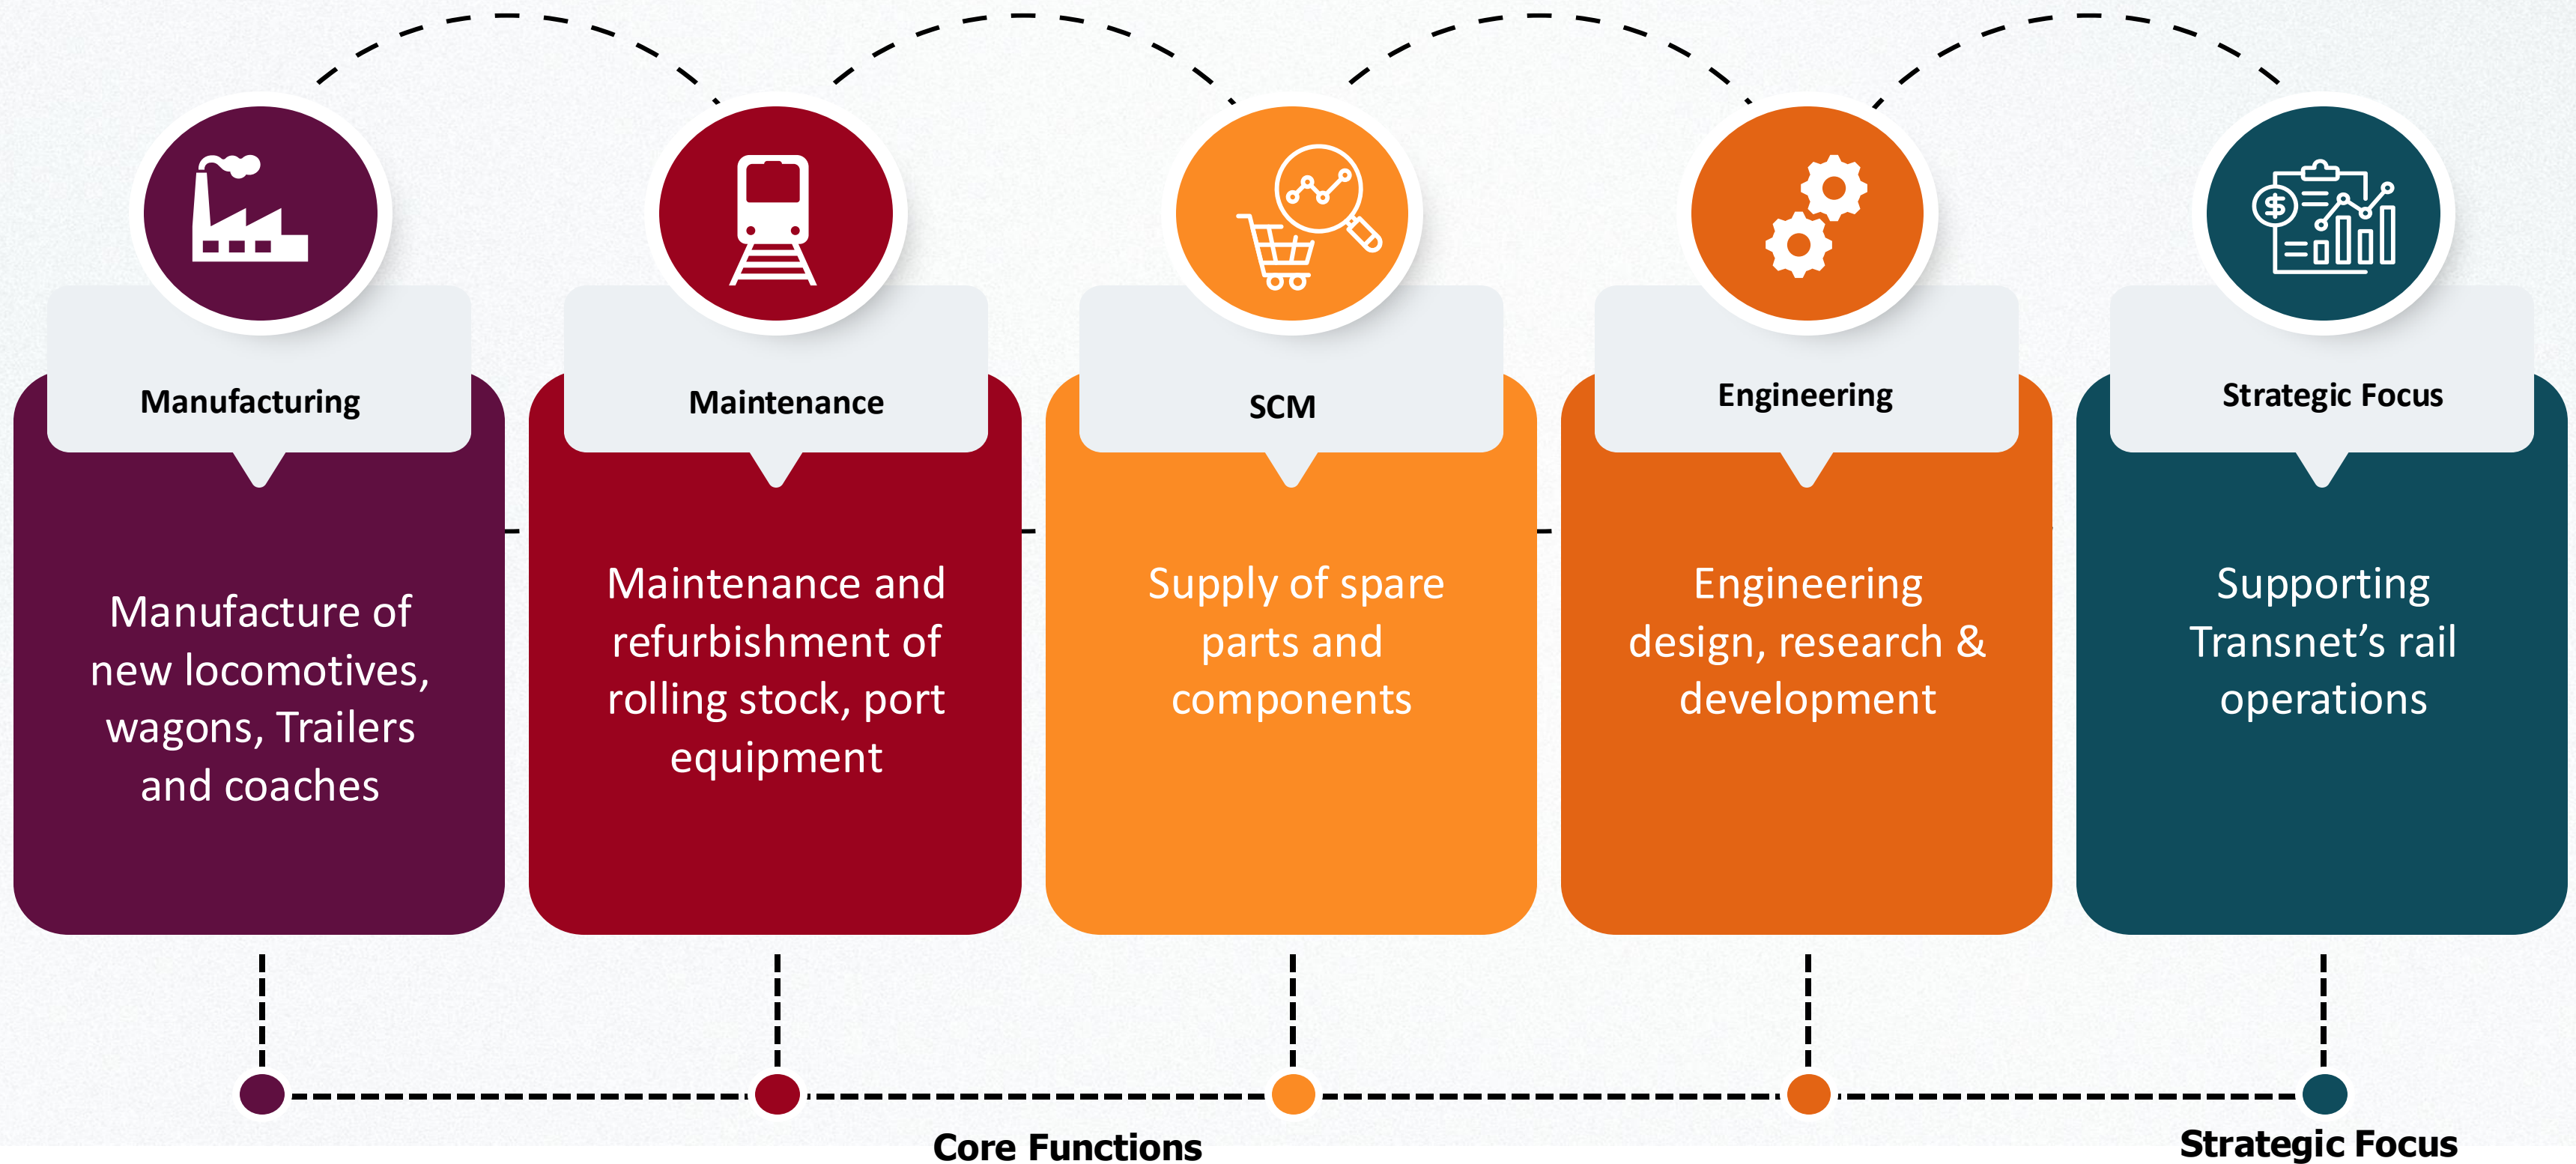 Manufacturing
Manufacture of
new locomotives,
wagons, Trailers
and coaches
Maintenance
Maintenance and
refurbishment of
rolling stock, port
equipment
SCM
Supply of spare
parts and
components
Engineering
Engineering
design, research &
development
Strategic Focus
Supporting
Transnet’s rail
operations
Core Functions
Strategic Focus